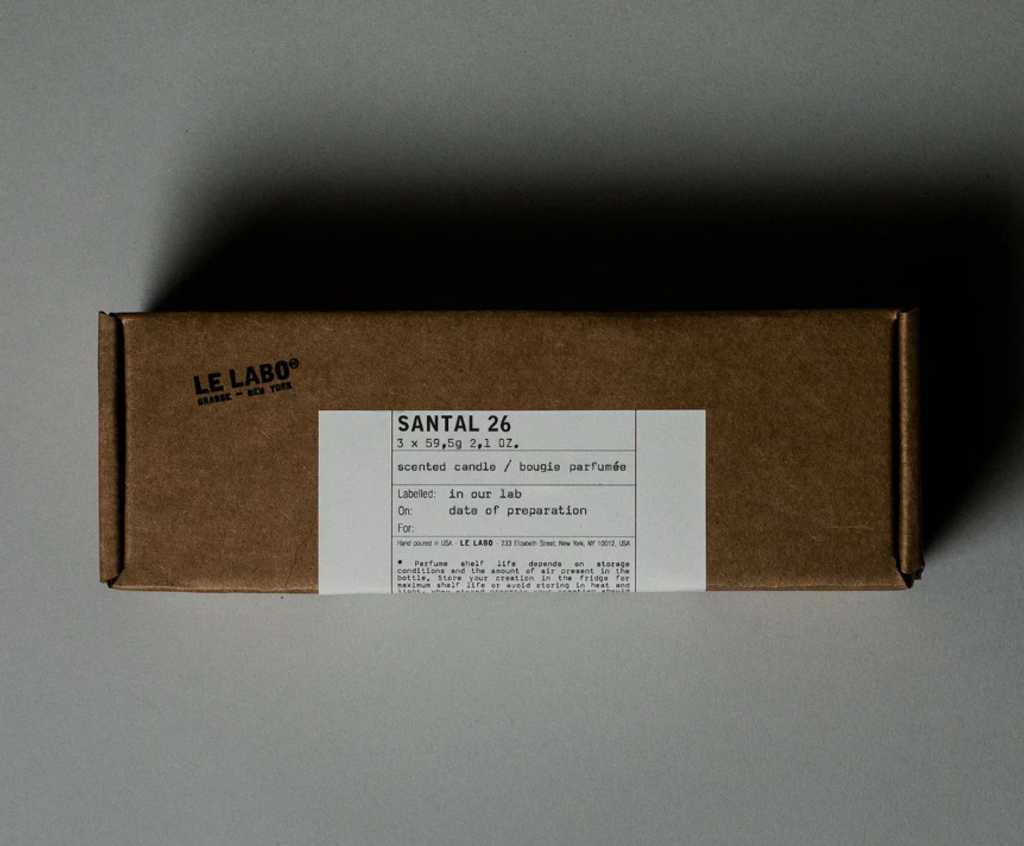 LE LABO®
GRASSE - NEW YORK
SANTAL 26
3 x 59,5g 2,1 OZ.
scented candle / bougie parfumée
Labelled: in our lab
On: date of preparation
For:
Hand poured in USA - LE LABO - 233 Elizabeth Street, New York, NY 10012, USA
* Perfume shelf life depends on storage
conditions and the amount of air present in the
bottle. Store your creation in the fridge for
maximum shelf life or avoid storing in heat and